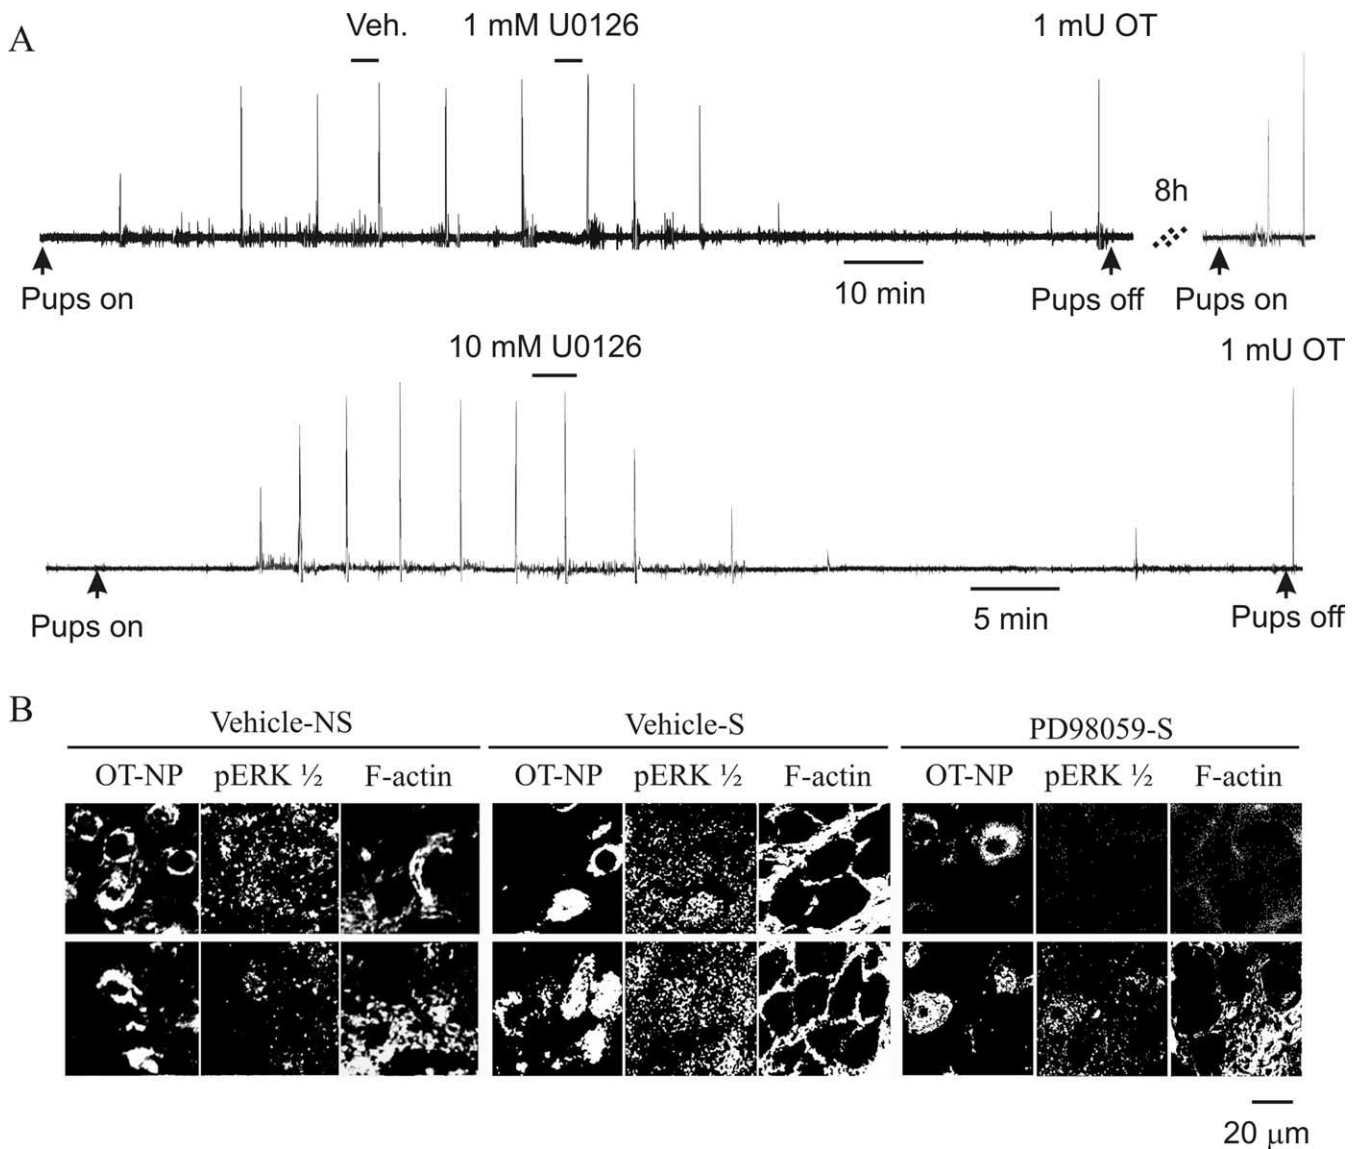 A
Veh. 1 mM U0126 1 mU OT
8h
10 min
Pups on Pups off Pups on
10 mM U0126 1 mU OT
5 min
Pups on Pups off
B
Vehicle-NS Vehicle-S PD98059-S
OT-NP pERK ½ F-actin OT-NP pERK ½ F-actin OT-NP pERK ½ F-actin
20 μm